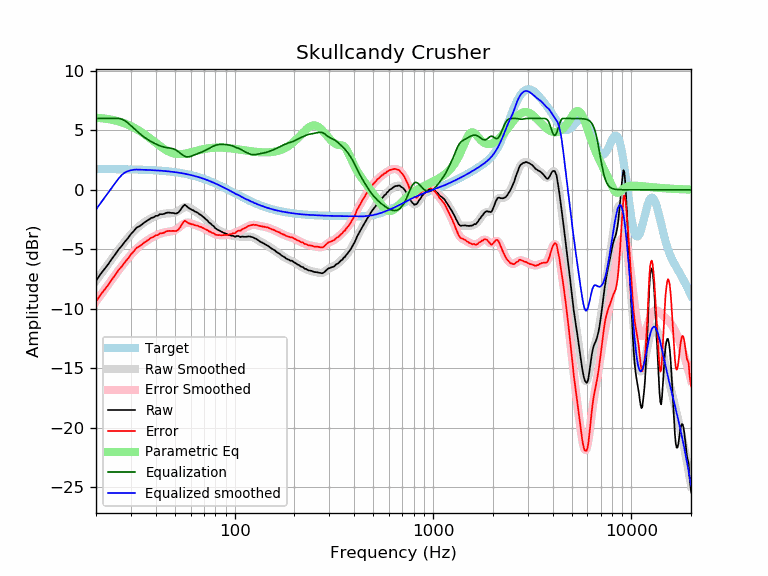 Skullcandy Crusher
10
5
0
−5
−10
−15
−20
−25
Amplitude (dBr)
Target
Raw Smoothed
Error Smoothed
Raw
Error
Parametric Eq
Equalization
Equalized smoothed
100 1000 10000
Frequency (Hz)